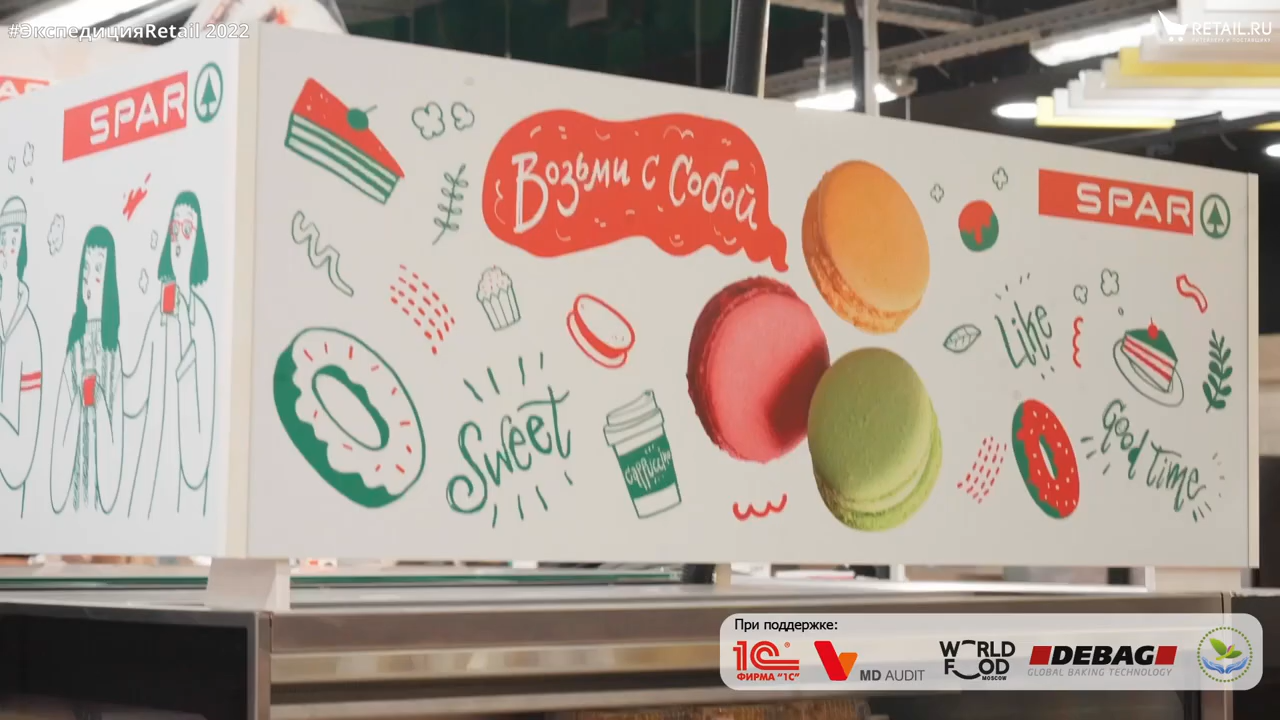 #ЭкспедицияRetail 2022
RETAIL.RU
SPAR
Возьми с Собой
SPAR
Like
Sweet
Cappuccino
Good time
При поддержке:
1С®
ФИРМА "1С"
MD AUDIT
WORLD
FOOD
MOSCOW
DEBAG
GLOBAL BAKING TECHNOLOGY